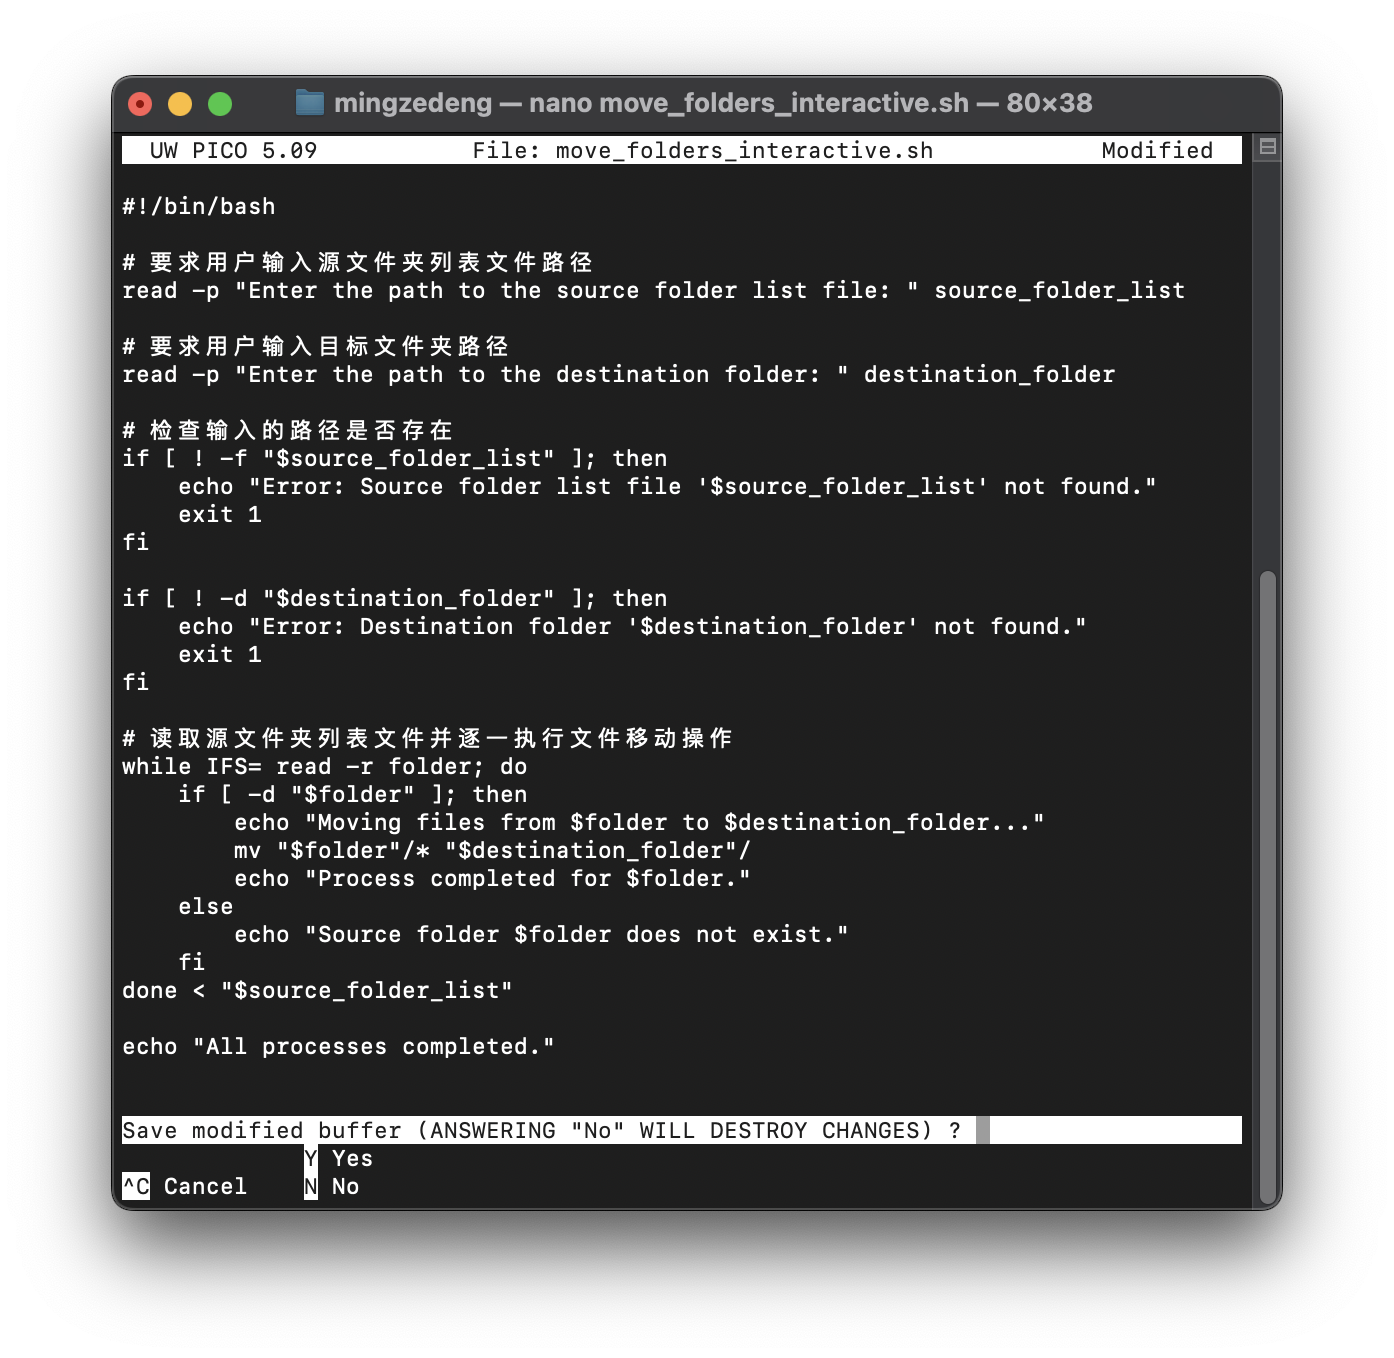 mingzedeng — nano move_folders_interactive.sh — 80×38
UW PICO 5.09 File: move_folders_interactive.sh Modified
#!/bin/bash
# 要求用户输入源文件夹列表文件路径
read -p "Enter the path to the source folder list file: " source_folder_list
# 要求用户输入目标文件夹路径
read -p "Enter the path to the destination folder: " destination_folder
# 检查输入的路径是否存在
if [ ! -f "$source_folder_list" ]; then
    echo "Error: Source folder list file '$source_folder_list' not found."
    exit 1
fi
if [ ! -d "$destination_folder" ]; then
    echo "Error: Destination folder '$destination_folder' not found."
    exit 1
fi
# 读取源文件夹列表文件并逐一执行文件移动操作
while IFS= read -r folder; do
    if [ -d "$folder" ]; then
        echo "Moving files from $folder to $destination_folder..."
        mv "$folder"/* "$destination_folder"/
        echo "Process completed for $folder."
    else
        echo "Source folder $folder does not exist."
    fi
done < "$source_folder_list"
echo "All processes completed."
Save modified buffer (ANSWERING "No" WILL DESTROY CHANGES) ?
Y Yes
^C Cancel N No